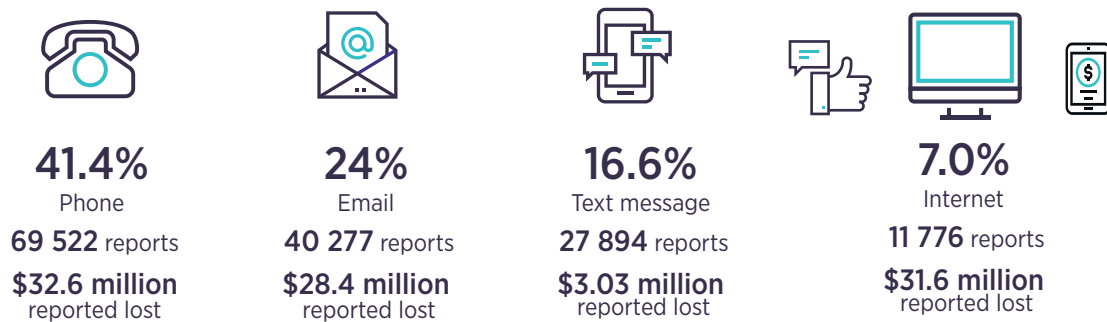 @
$
41.4%
Phone
69 522 reports
$32.6 million
reported lost
24%
Email
40 277 reports
$28.4 million
reported lost
16.6%
Text message
27 894 reports
$3.03 million
reported lost
7.0%
Internet
11 776 reports
$31.6 million
reported lost